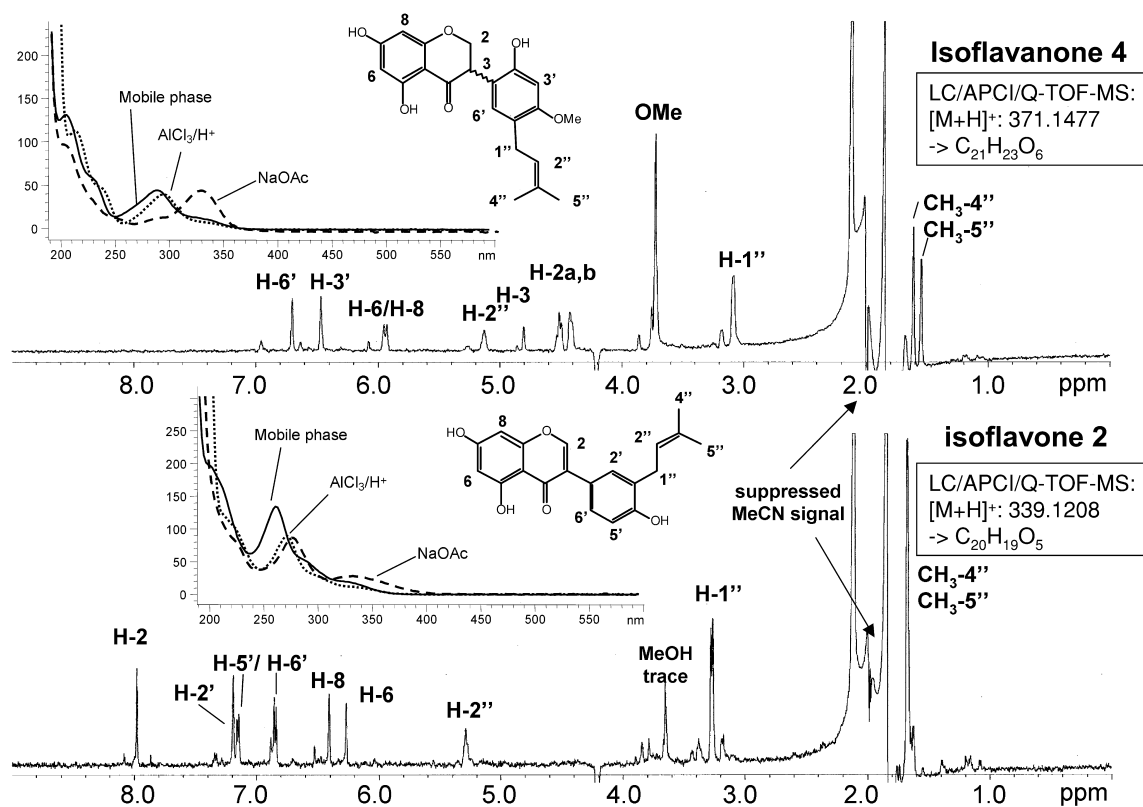 Isoflavanone 4
LC/APCI/Q-TOF-MS:
[M+H]+: 371.1477
-> C21H23O6
200
150
100
50
0
Mobile phase
AlCl3/H+
NaOAc
200 250 300 350 400 450 500 550 nm
HO
8
O
2
OH
3
3'
6
6'
OH
O
OMe
1''
2''
4''
5''
OMe
CH3-4''
CH3-5''
H-6'
H-3'
H-6/H-8
H-2''
H-3
H-2a,b
H-1''
8.0 7.0 6.0 5.0 4.0 3.0 2.0 1.0 ppm
isoflavone 2
LC/APCI/Q-TOF-MS:
[M+H]+: 339.1208
-> C20H19O5
250
200
150
100
50
0
Mobile phase
AlCl3/H+
NaOAc
200 250 300 350 400 450 500 550 nm
4''
HO
8
O
2
2''
5''
2'
1''
6
6'
OH
O
OH
5'
suppressed
MeCN signal
CH3-4''
CH3-5''
H-1''
MeOH
trace
H-2
H-2'
H-5'/ H-6'
H-8
H-6
H-2''
8.0 7.0 6.0 5.0 4.0 3.0 2.0 1.0 ppm